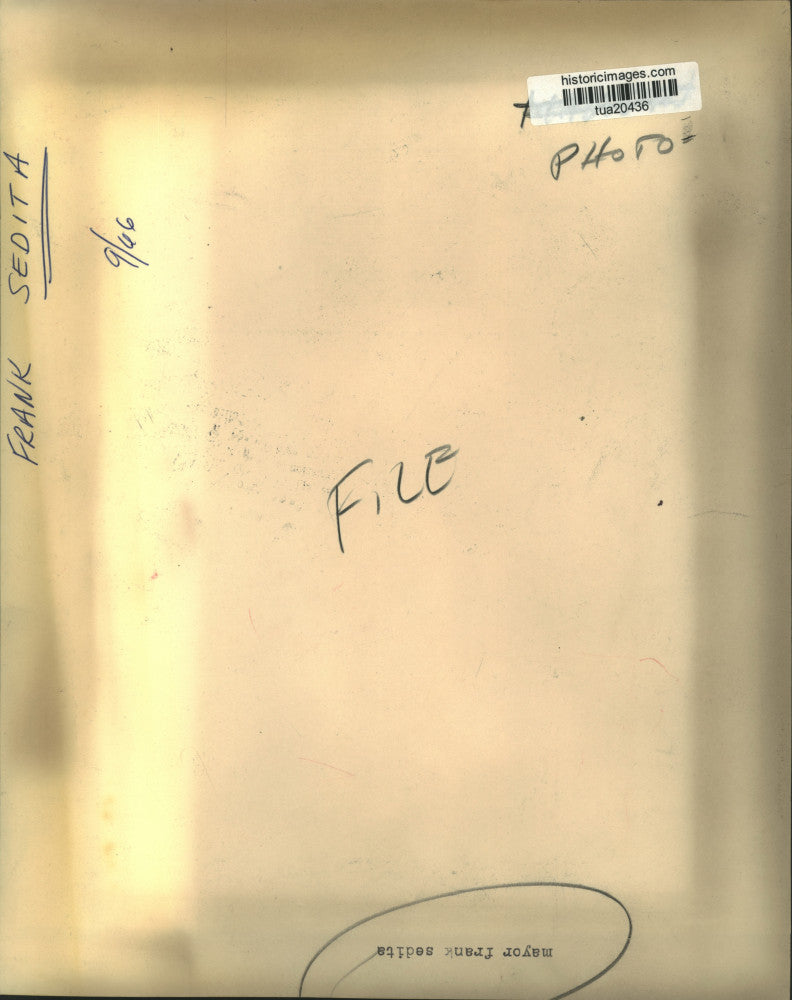 historicimages.com
tua20436
PHOTO=
FRANK SEDITA
9/66
FILE
mayor frank sedita